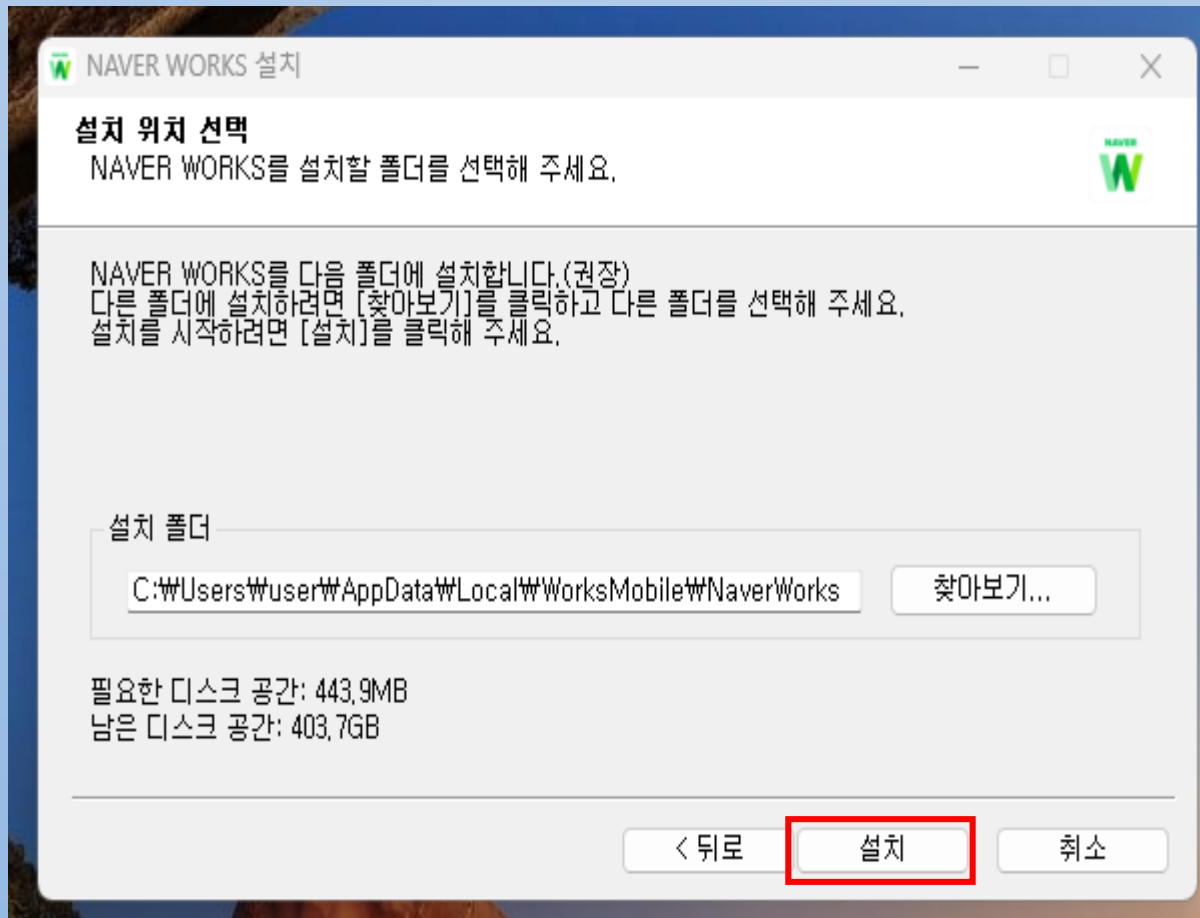 NAVER WORKS 설치
설치 위치 선택
NAVER WORKS를 설치할 폴더를 선택해 주세요.
NAVER
W
NAVER WORKS를 다음 폴더에 설치합니다.(권장)
다른 폴더에 설치하려면 [찾아보기]를 클릭하고 다른 폴더를 선택해 주세요.
설치를 시작하려면 [설치]를 클릭해 주세요.
설치 폴더
C:₩Users₩user₩AppData₩Local₩WorksMobile₩NaverWorks
찾아보기...
필요한 디스크 공간: 443.9MB
남은 디스크 공간: 403.7GB
< 뒤로
설치
취소